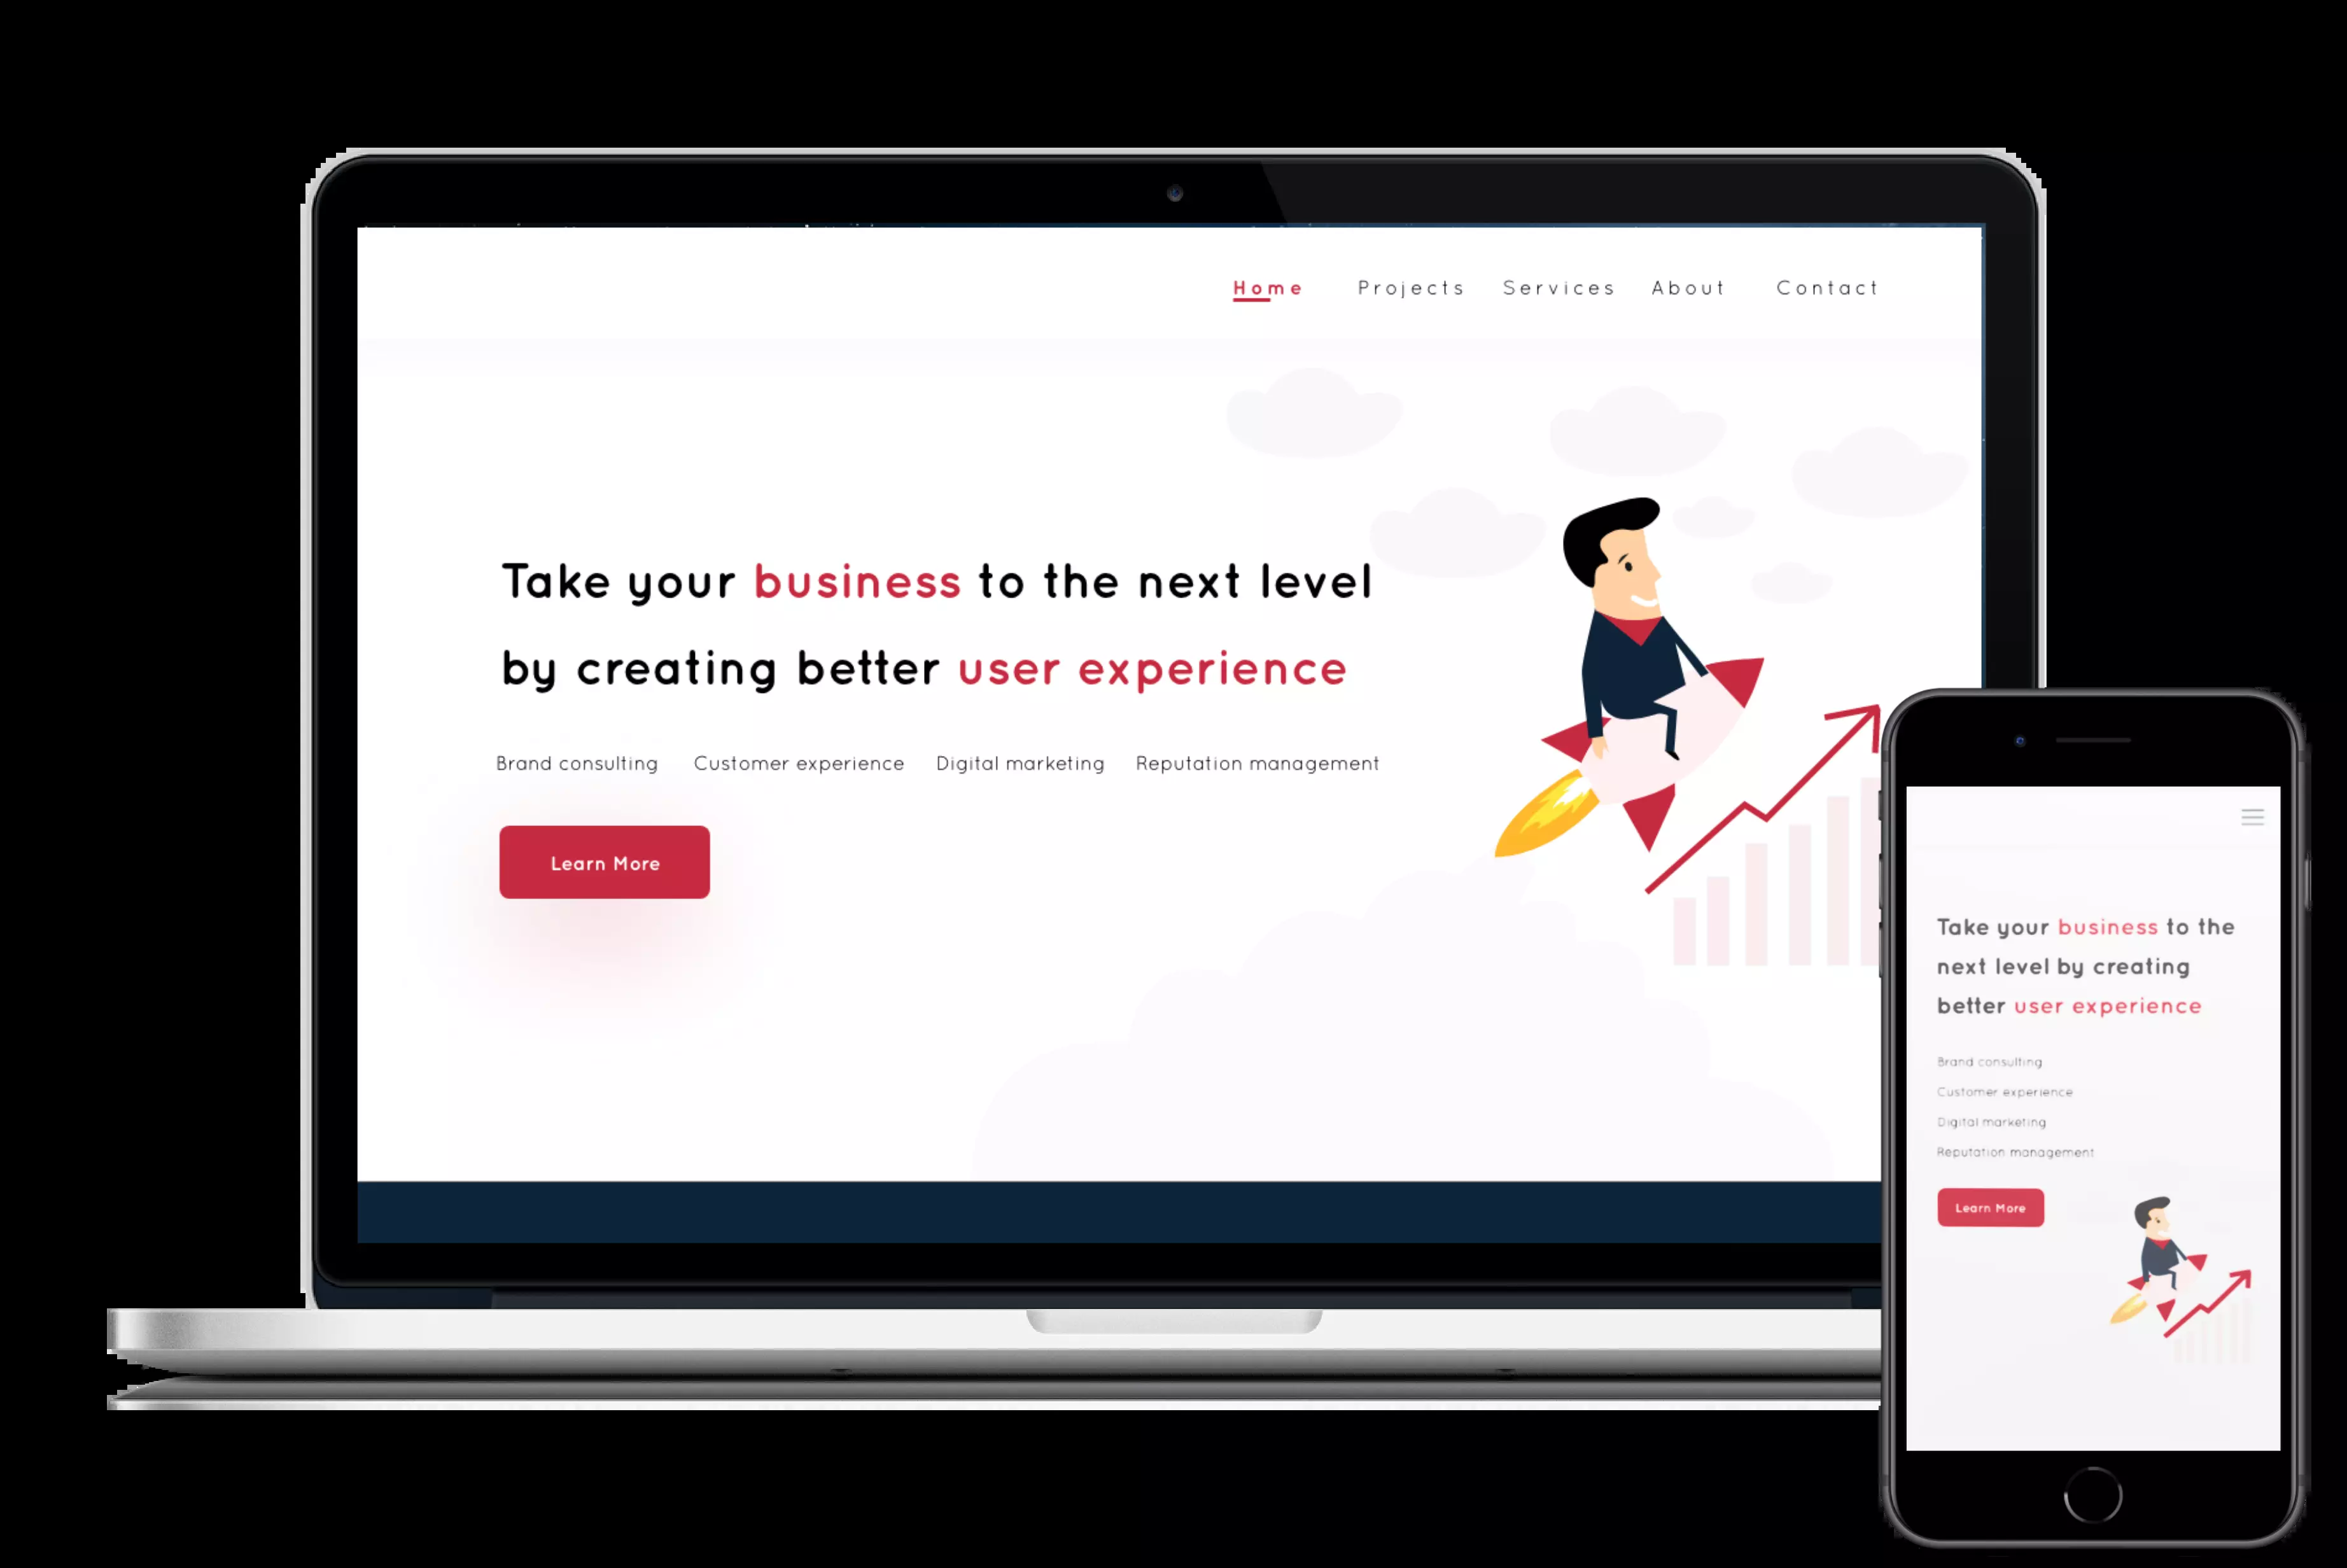 Home Projects Services About Contact
Take your business to the next level
by creating better user experience
Brand consulting Customer experience Digital marketing Reputation management
Learn More
Take your business to the
next level by creating
better user experience
Brand consulting
Customer experience
Digital marketing
Reputation management
Learn More